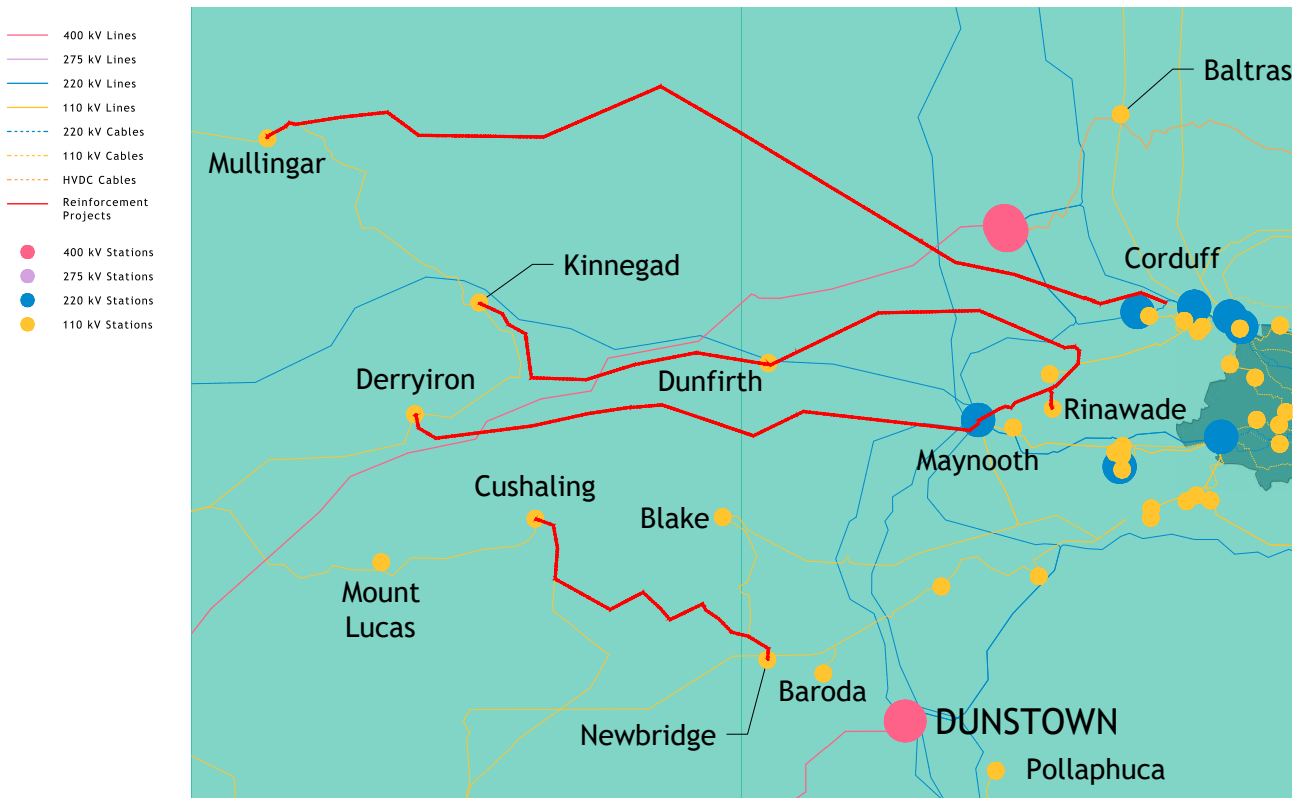 400 kV Lines
275 kV Lines
220 kV Lines
110 kV Lines
220 kV Cables
110 kV Cables
HVDC Cables
Reinforcement
Projects
400 kV Stations
275 kV Stations
220 kV Stations
110 kV Stations
Baltras
Mullingar
Corduff
Kinnegad
Derryiron
Dunfirth
Rinawade
Maynooth
Cushaling
Blake
Mount
Lucas
Baroda
Newbridge
DUNSTOWN
Pollaphuca